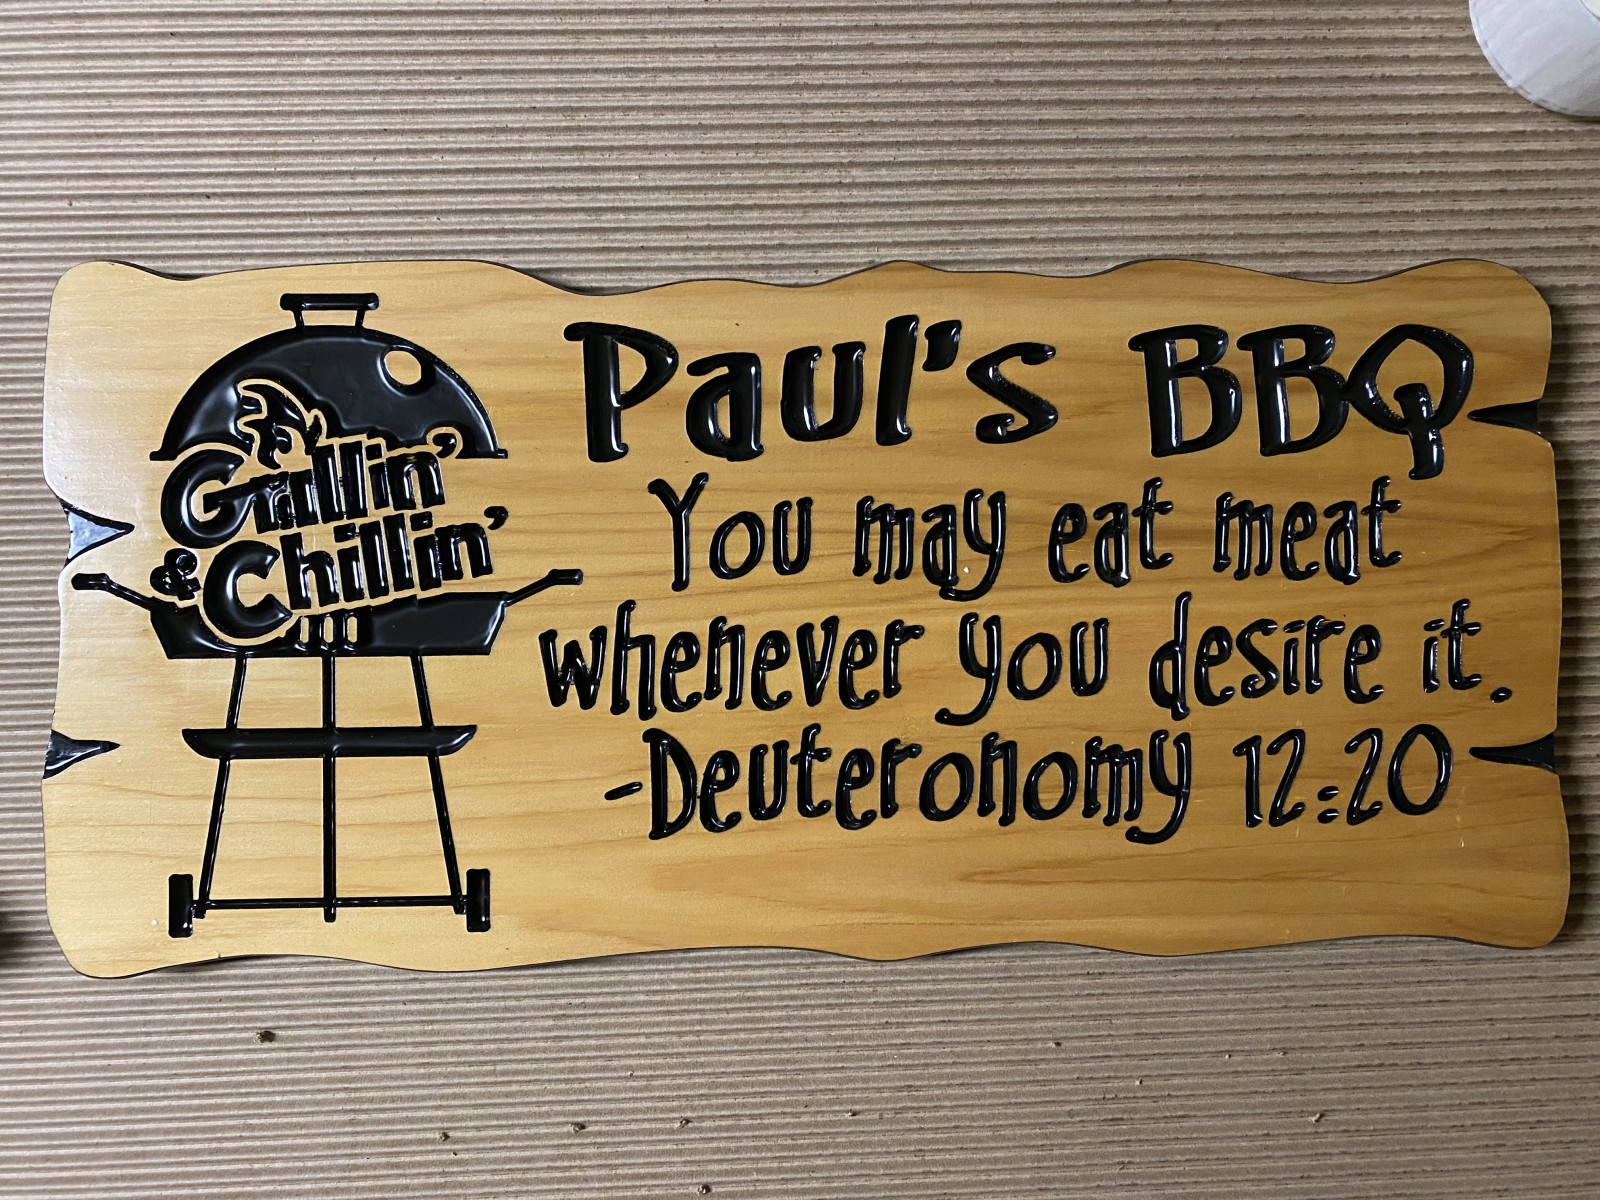 Grillin'
& Chillin'
Paul's BBQ
You may eat meat
whenever you desire it.
-Deuteronomy 12:20